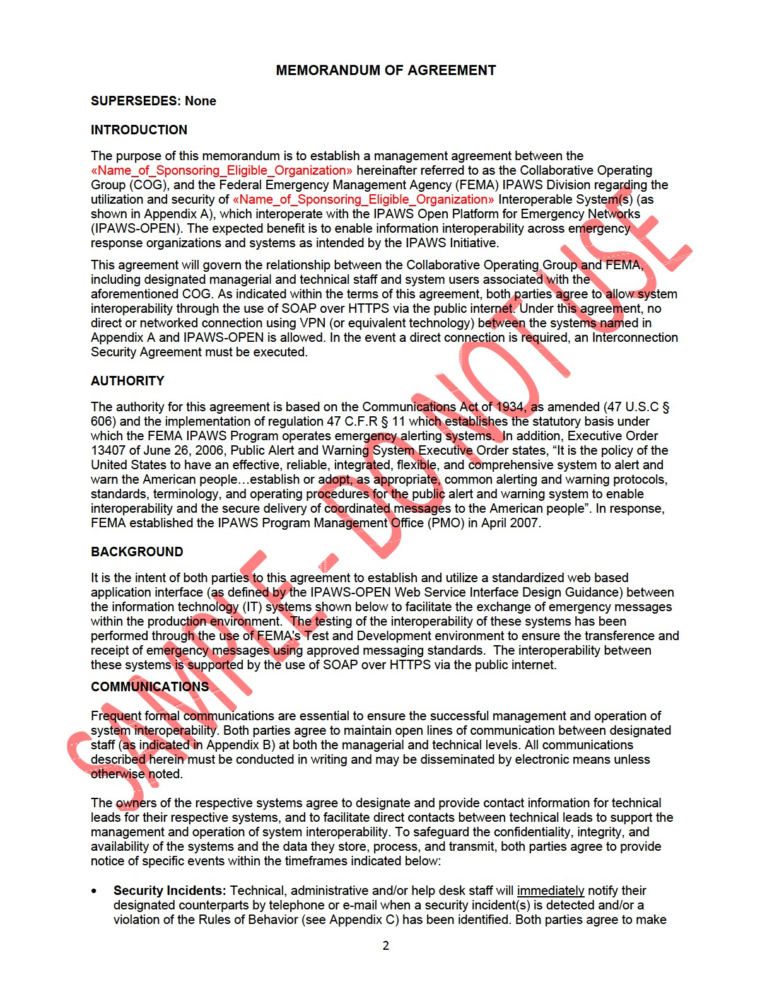 MEMORANDUM OF AGREEMENT
SUPERSEDES: None
INTRODUCTION
The purpose of this memorandum is to establish a management agreement between the
«Name_of_Sponsoring_Eligible_Organization» hereinafter referred to as the Collaborative Operating
Group (COG), and the Federal Emergency Management Agency (FEMA) IPAWS Division regarding the
utilization and security of «Name_of_Sponsoring_Eligible_Organization» Interoperable System(s) (as
shown in Appendix A), which interoperate with the IPAWS Open Platform for Emergency Networks
(IPAWS-OPEN). The expected benefit is to enable information interoperability across emergency
response organizations and systems as intended by the IPAWS Initiative.
This agreement will govern the relationship between the Collaborative Operating Group and FEMA,
including designated managerial and technical staff and system users associated with the
aforementioned COG. As indicated within the terms of this agreement, both parties agree to allow system
interoperability through the use of SOAP over HTTPS via the public internet. Under this agreement, no
direct or networked connection using VPN (or equivalent technology) between the systems named in
Appendix A and IPAWS-OPEN is allowed. In the event a direct connection is required, an Interconnection
Security Agreement must be executed.
AUTHORITY
The authority for this agreement is based on the Communications Act of 1934, as amended (47 U.S.C §
606) and the implementation of regulation 47 C.F.R § 11 which establishes the statutory basis under
which the FEMA IPAWS Program operates emergency alerting systems.  In addition, Executive Order
13407 of June 26, 2006, Public Alert and Warning System Executive Order states, “It is the policy of the
United States to have an effective, reliable, integrated, flexible, and comprehensive system to alert and
warn the American people…establish or adopt, as appropriate, common alerting and warning protocols,
standards, terminology, and operating procedures for the public alert and warning system to enable
interoperability and the secure delivery of coordinated messages to the American people”. In response,
FEMA established the IPAWS Program Management Office (PMO) in April 2007.
BACKGROUND
It is the intent of both parties to this agreement to establish and utilize a standardized web based
application interface (as defined by the IPAWS-OPEN Web Service Interface Design Guidance) between
the information technology (IT) systems shown below to facilitate the exchange of emergency messages
within the production environment.  The testing of the interoperability of these systems has been
performed through the use of FEMA's Test and Development environment to ensure the transference and
receipt of emergency messages using approved messaging standards.  The interoperability between
these systems is supported by the use of SOAP over HTTPS via the public internet.
COMMUNICATIONS
Frequent formal communications are essential to ensure the successful management and operation of
system interoperability. Both parties agree to maintain open lines of communication between designated
staff (as indicated in Appendix B) at both the managerial and technical levels. All communications
described herein must be conducted in writing and may be disseminated by electronic means unless
otherwise noted.
The owners of the respective systems agree to designate and provide contact information for technical
leads for their respective systems, and to facilitate direct contacts between technical leads to support the
management and operation of system interoperability. To safeguard the confidentiality, integrity, and
availability of the systems and the data they store, process, and transmit, both parties agree to provide
notice of specific events within the timeframes indicated below:
• Security Incidents: Technical, administrative and/or help desk staff will immediately notify their
designated counterparts by telephone or e-mail when a security incident(s) is detected and/or a
violation of the Rules of Behavior (see Appendix C) has been identified. Both parties agree to make
2
SAMPLE - DO NOT USE